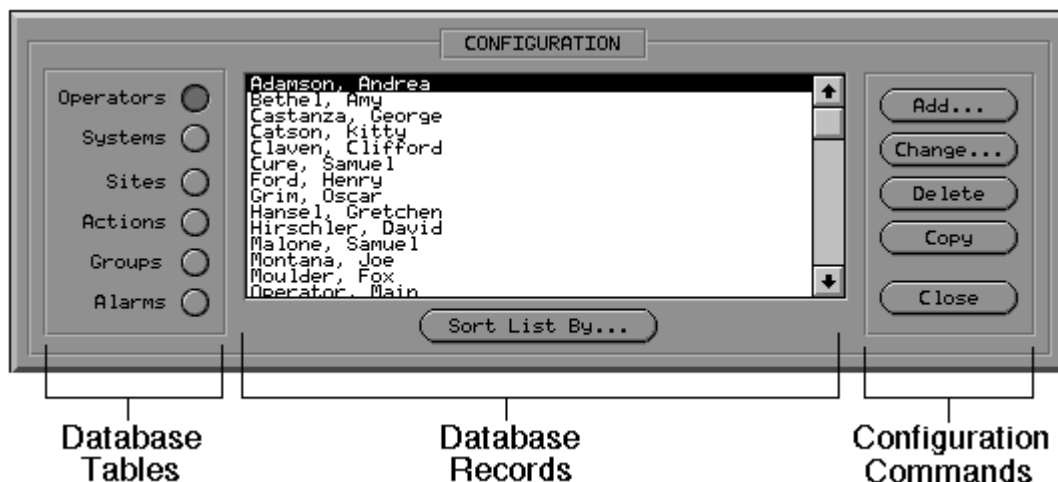 CONFIGURATION
Operators
Systems
Sites
Actions
Groups
Alarms
Adamson, Andrea
Bethel, Amy
Castanza, George
Catson, Kitty
Claven, Clifford
Cure, Samuel
Ford, Henry
Grim, Oscar
Hansel, Gretchen
Hirschler, David
Malone, Samuel
Montana, Joe
Moulder, Fox
Operator, Main
Sort List By...
Add...
Change...
Delete
Copy
Close
Database
Tables
Database
Records
Configuration
Commands